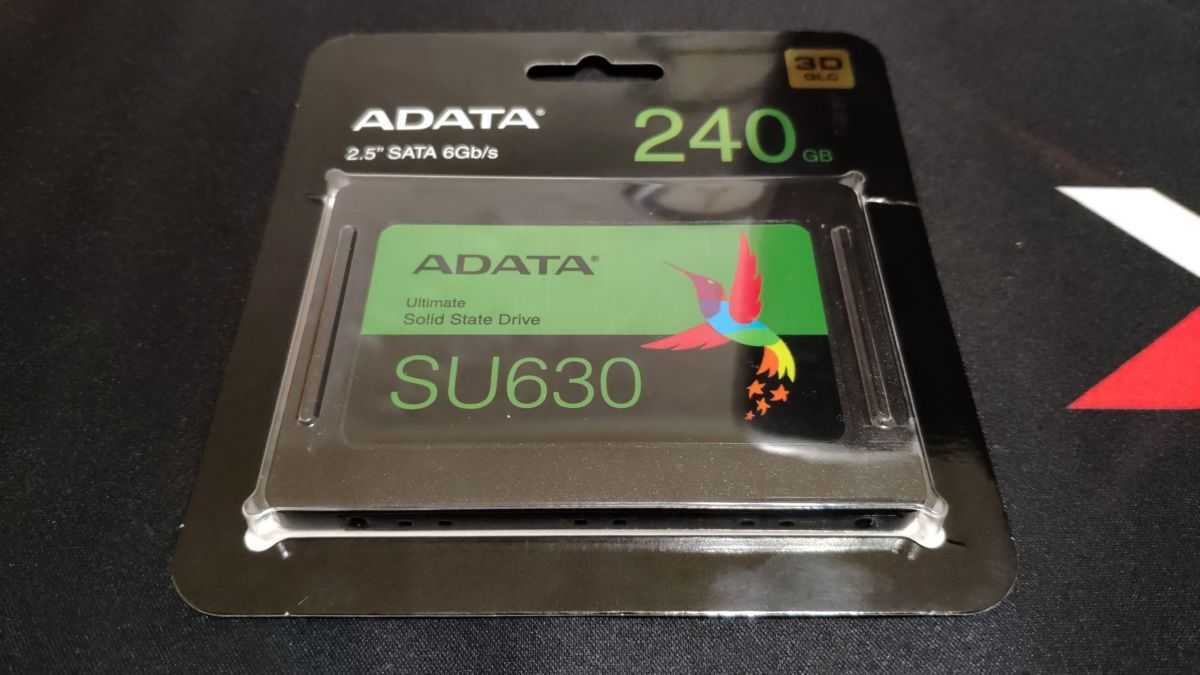 3D
QLC
ADATA®
240 GB
2.5" SATA 6Gb/s
ADATA®
Ultimate
Solid State Drive
SU630